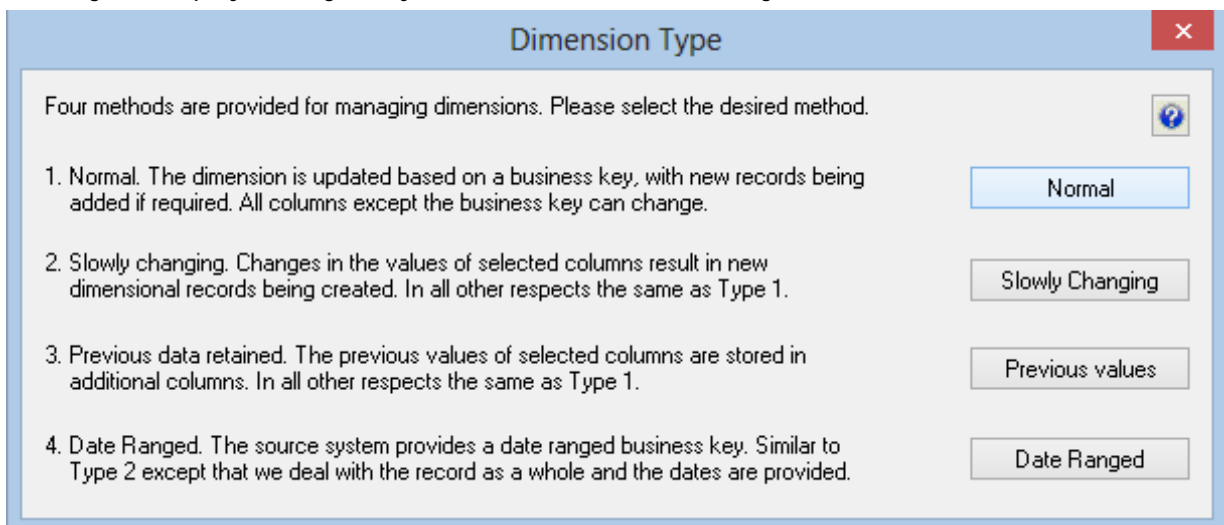 Dimension Type
Four methods are provided for managing dimensions. Please select the desired method.
1. Normal. The dimension is updated based on a business key, with new records being
added if required. All columns except the business key can change.
Normal
2. Slowly changing. Changes in the values of selected columns result in new
dimensional records being created. In all other respects the same as Type 1.
Slowly Changing
3. Previous data retained. The previous values of selected columns are stored in
additional columns. In all other respects the same as Type 1.
Previous values
4. Date Ranged. The source system provides a date ranged business key. Similar to
Type 2 except that we deal with the record as a whole and the dates are provided.
Date Ranged